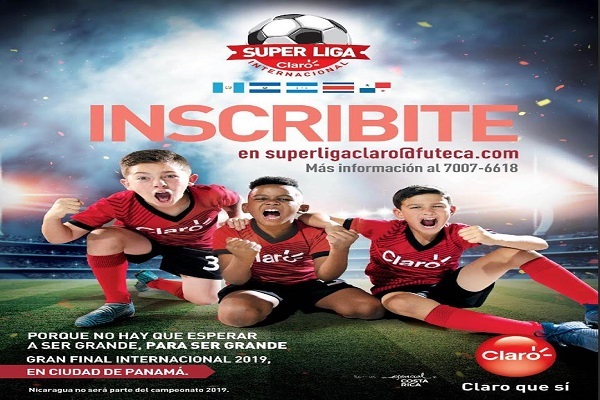 SUPER LIGA
Claro
INTERNACIONAL
INSCRIBITE
en superligaclaro@futeca.com
Más información al 7007-6618
Claro
3
Claro
Claro
PORQUE NO HAY QUE ESPERAR
A SER GRANDE, PARA SER GRANDE
GRAN FINAL INTERNACIONAL 2019,
EN CIUDAD DE PANAMÁ.
Nicaragua no será parte del campeonato 2019.
esencial
COSTA
RICA
Claro
Claro que sí